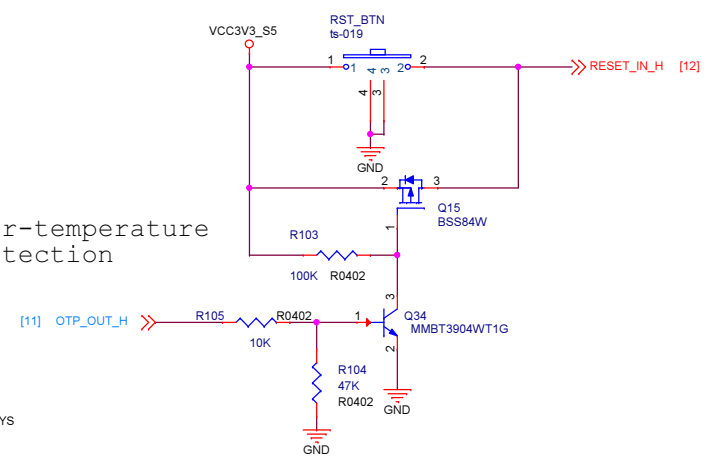 RST_BTN
VCC3V3_S5
ts-019
1 1 4 3 2 2
RESET_IN_H [12]
4 3
GND
2 3
Q15
BSS84W
1
r-temperature
tection
R103
100K R0402
3
[11] OTP_OUT_H R105 R0402 1 Q34
MMBT3904WT1G
10K
2
R104
47K
R0402
GND
YS
GND